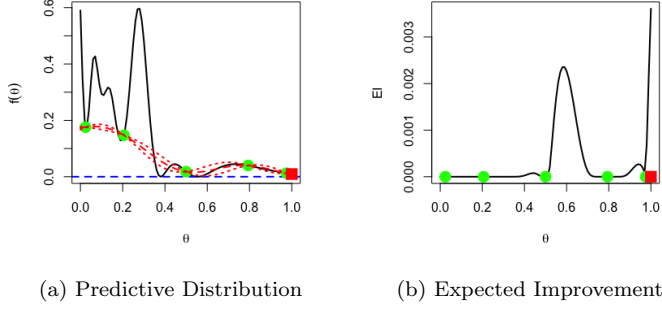 0.6
0.4
0.2
0.0
f(θ)
0.0 0.2 0.4 0.6 0.8 1.0
θ
(a) Predictive Distribution
0.003
0.002
0.001
0.000
EI
0.0 0.2 0.4 0.6 0.8 1.0
θ
(b) Expected Improvement